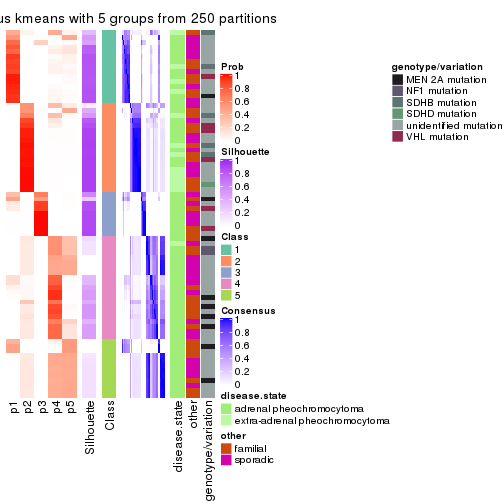 us kmeans with 5 groups from 250 partitions
p1
p2
p3
p4
p5
Silhouette
Class
disease.state
other
genotype/variation
Prob
1
0.8
0.6
0.4
0.2
0
Silhouette
1
0.8
0.6
0.4
0.2
0
Class
1
2
3
4
5
Consensus
1
0.8
0.6
0.4
0.2
0
disease.state
adrenal pheochromocytoma
extra-adrenal pheochromocytoma
other
familial
sporadic
genotype/variation
MEN 2A mutation
NF1 mutation
SDHB mutation
SDHD mutation
unidentified mutation
VHL mutation